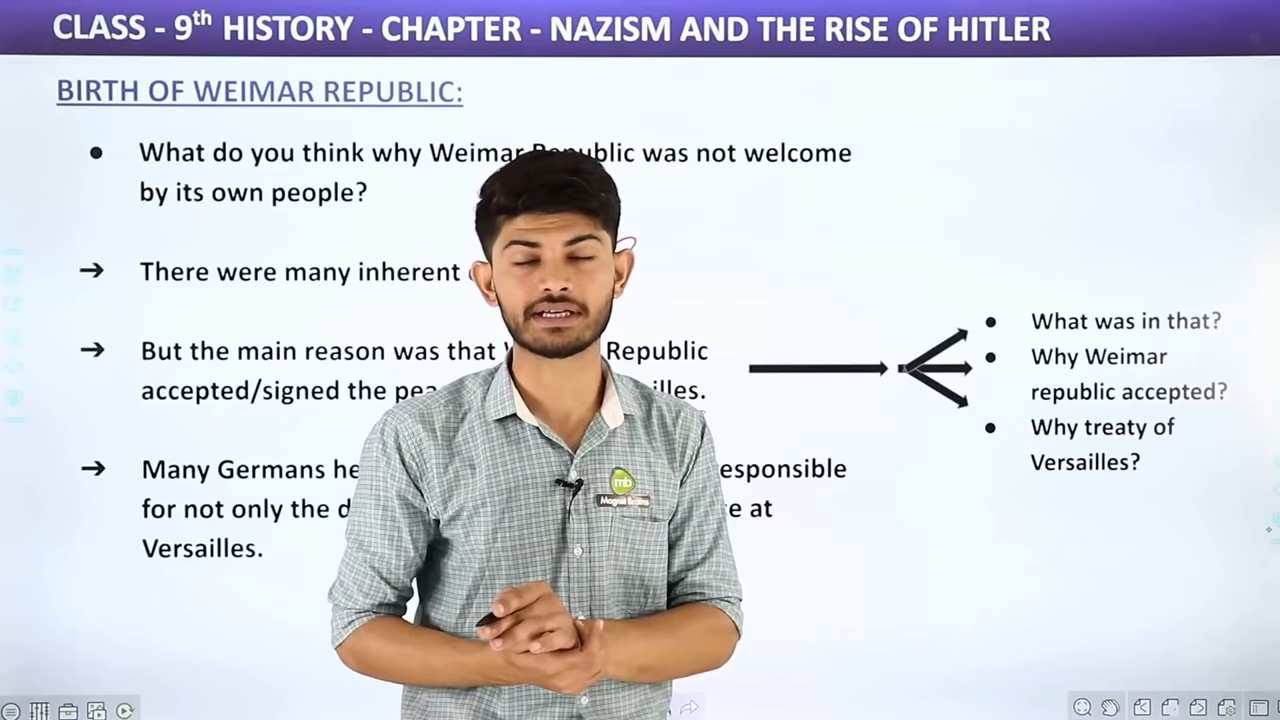 CLASS - 9th HISTORY - CHAPTER - NAZISM AND THE RISE OF HITLER
BIRTH OF WEIMAR REPUBLIC:
What do you think why Weimar Republic was not welcome
by its own people?
There were many inherent
But the main reason was that Republic
accepted/signed the
Many Germans responsible
for not only the at
Versailles.
What was in that?
Why Weimar
republic accepted?
Why treaty of
Versailles?
mb
Magnet Brains